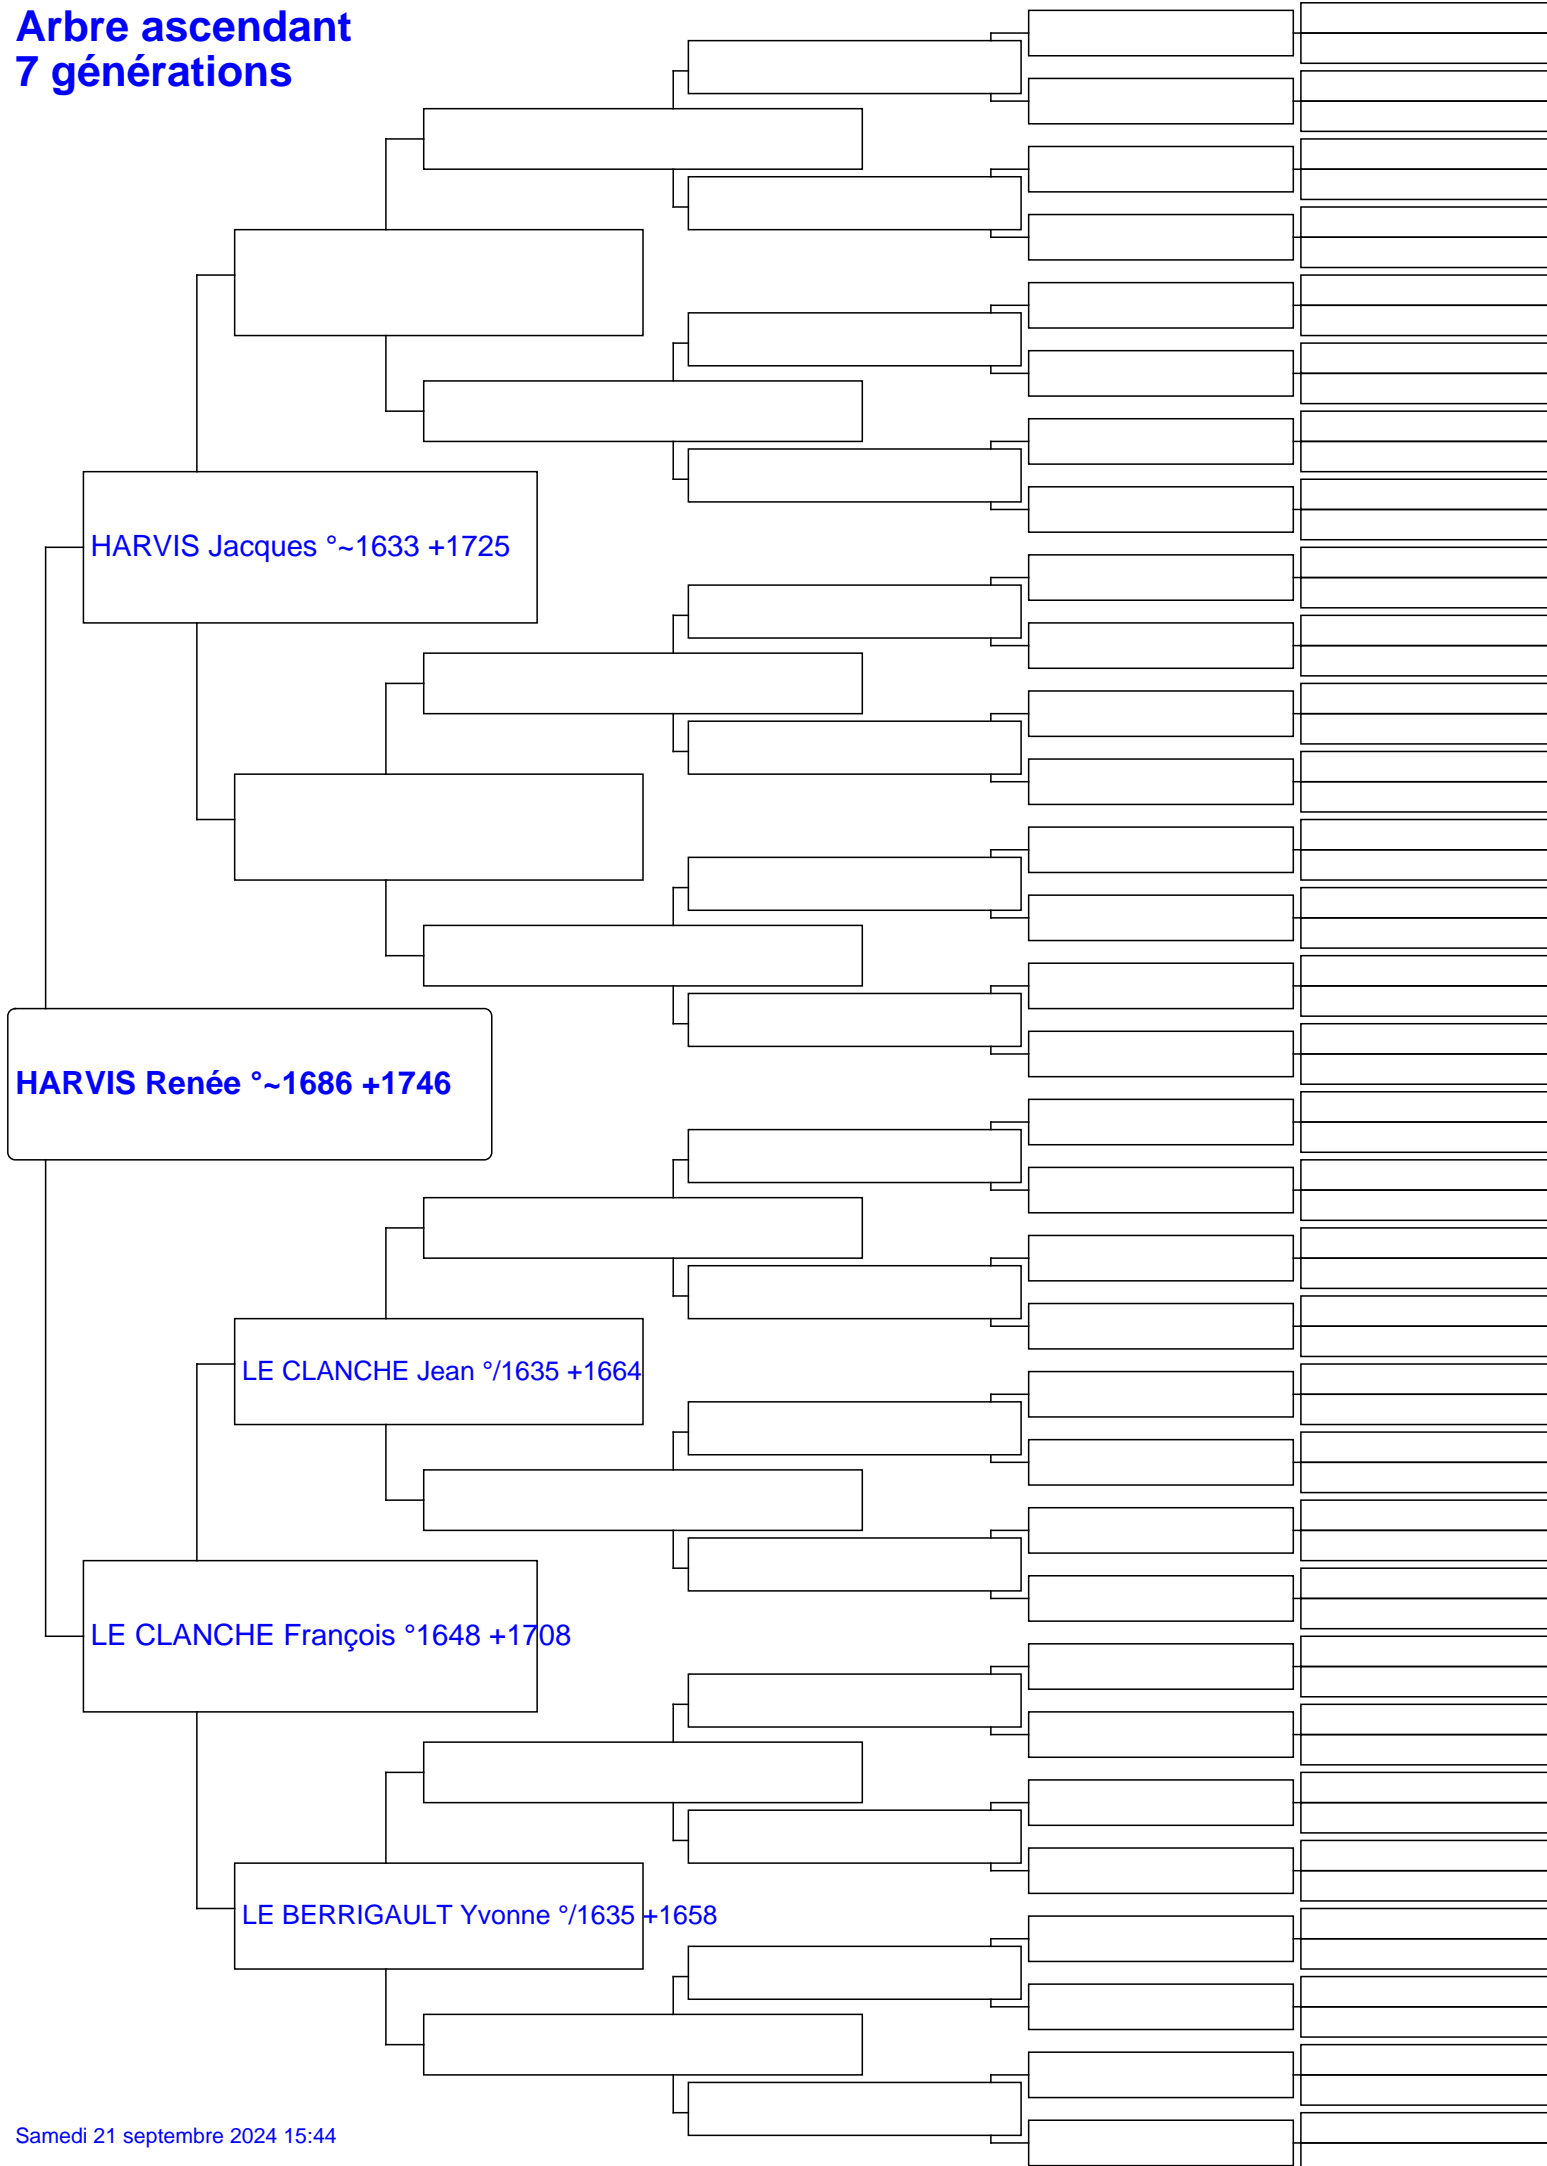 Arbre ascendant
7 générations
HARVIS Jacques °~1633 +1725
HARVIS Renée °~1686 +1746
LE CLANCHE Jean °/1635 +1664
LE CLANCHE François °1648 +1708
LE BERRIGAULT Yvonne °/1635 +1658
Samedi 21 septembre 2024 15:44